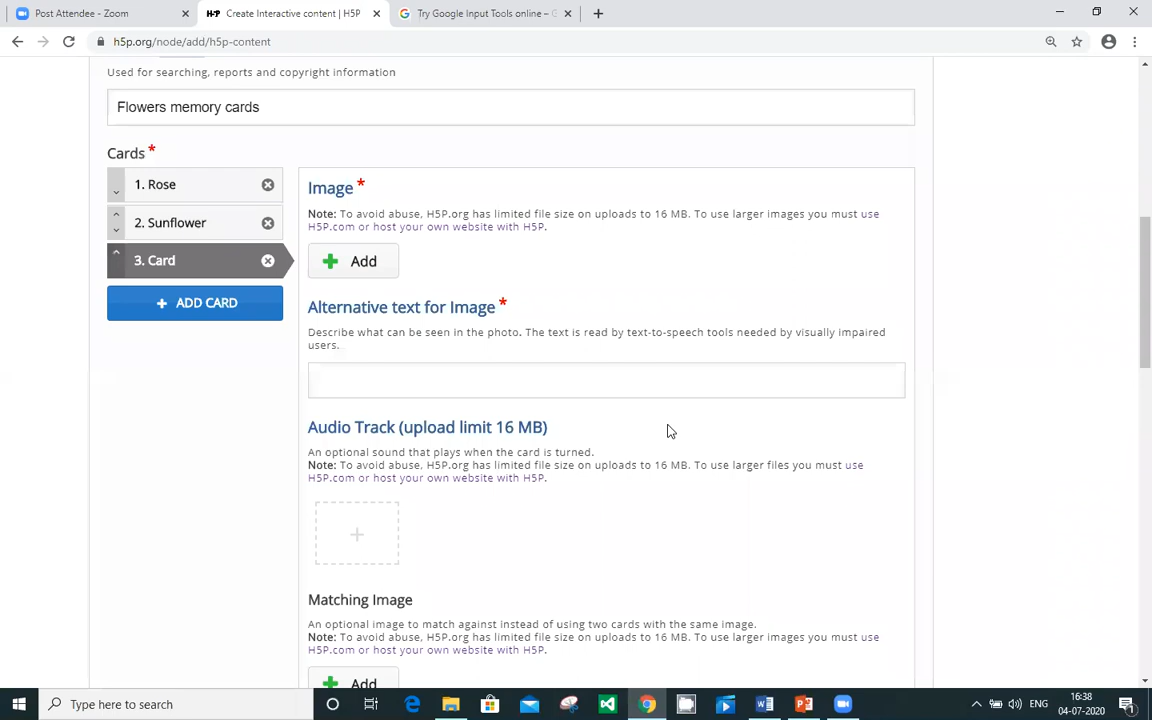 Post Attendee - Zoom
H-P Create Interactive content | H5P
Try Google Input Tools online –
h5p.org/node/add/h5p-content
Used for searching, reports and copyright information
Flowers memory cards
Cards *
1. Rose
2. Sunflower
3. Card
+ ADD CARD
Image *
Note: To avoid abuse, H5P.org has limited file size on uploads to 16 MB. To use larger images you must use
H5P.com or host your own website with H5P.
Add
Alternative text for Image *
Describe what can be seen in the photo. The text is read by text-to-speech tools needed by visually impaired
users.
Audio Track (upload limit 16 MB)
An optional sound that plays when the card is turned.
Note: To avoid abuse, H5P.org has limited file size on uploads to 16 MB. To use larger files you must use
H5P.com or host your own website with H5P.
Matching Image
An optional image to match against instead of using two cards with the same image.
Note: To avoid abuse, H5P.org has limited file size on uploads to 16 MB. To use larger images you must use
H5P.com or host your own website with H5P.
Add
Type here to search
ENG
16:38
04-07-2020
1